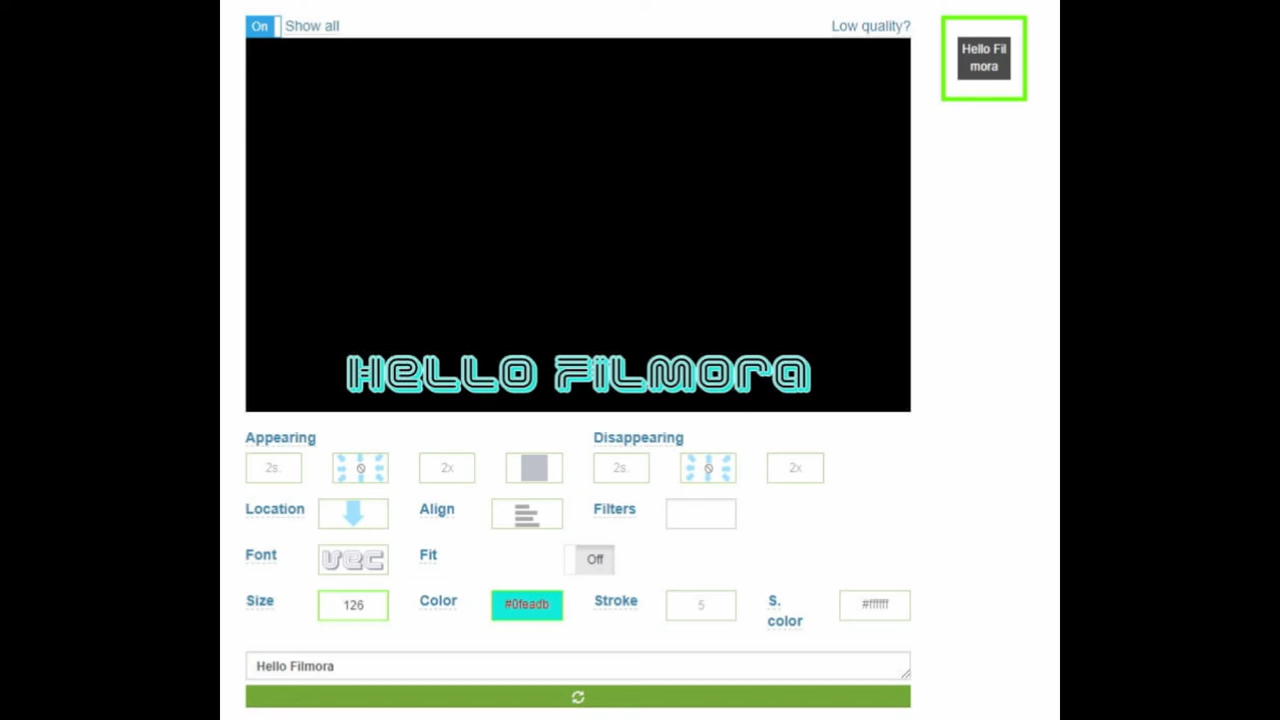 On Show all Low quality?
Hello Fil
mora
Hello Filmora
Appearing Disappearing
2s. 2x 2s. 2x
Location Align Filters
Font vec Fit Off
Size 126 Color #0feadb Stroke 5 S.
color #ffffff
Hello Filmora